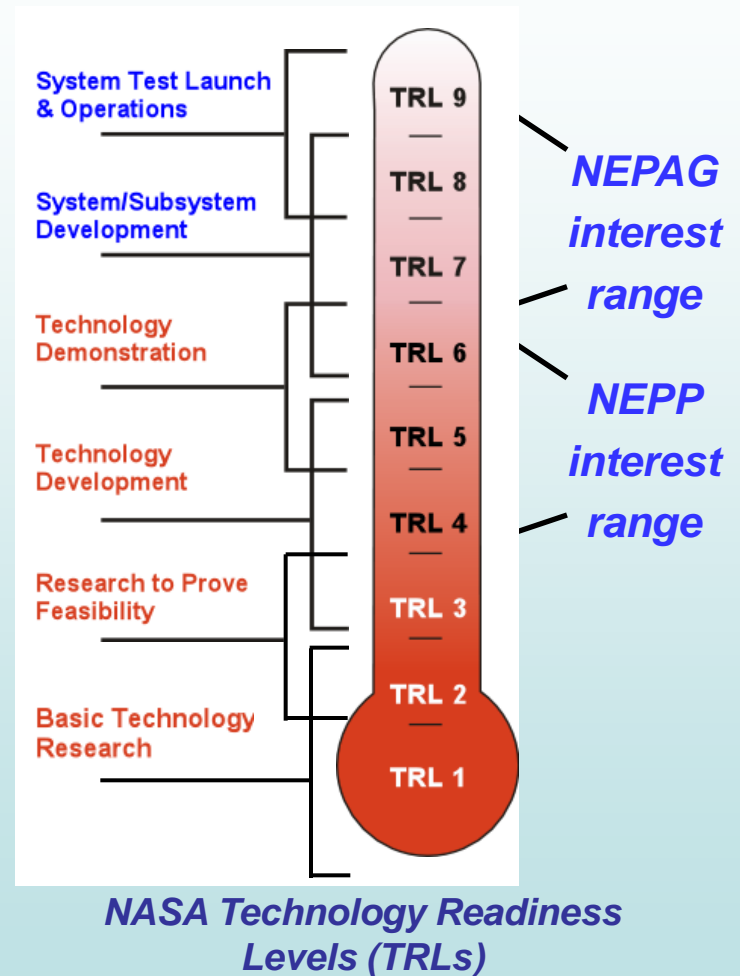 System Test Launch
& Operations
System/Subsystem
Development
Technology
Demonstration
Technology
Development
Research to Prove
Feasibility
Basic Technology
Research
TRL 9
TRL 8
TRL 7
TRL 6
TRL 5
TRL 4
TRL 3
TRL 2
TRL 1
NEPAG
interest
range
NEPP
interest
range
NASA Technology Readiness
Levels (TRLs)